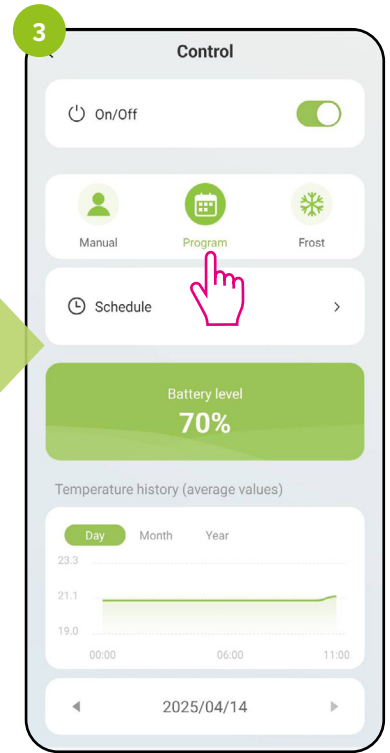 3
Control
On/Off
Manual Program Frost
Schedule
Battery level
70%
Temperature history (average values)
Day Month Year
23.3
21.1
19.0
00:00 06:00 11:00
2025/04/14